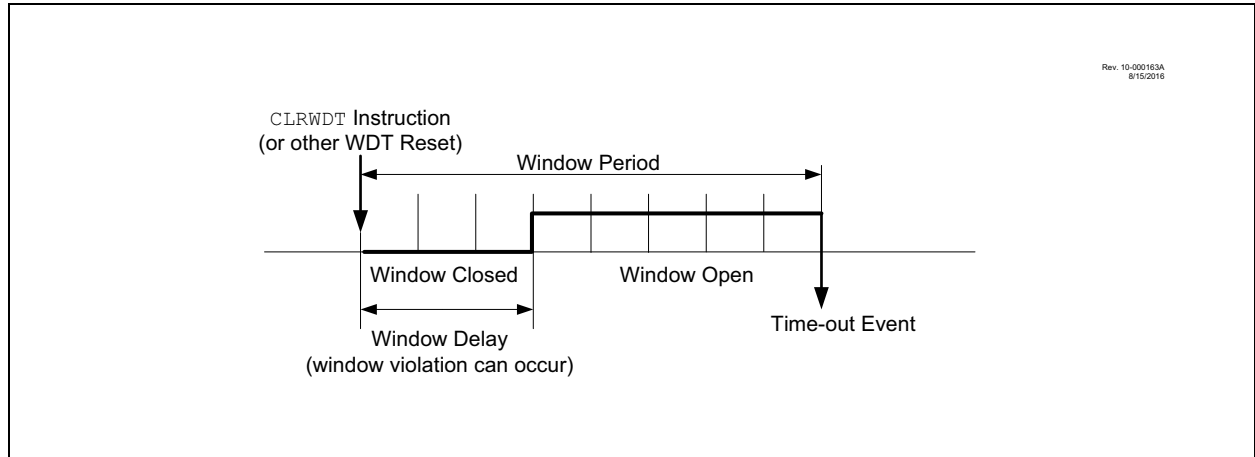 Rev. 10-000163A
8/15/2016
CLRWDT Instruction
(or other WDT Reset)
Window Period
Window Closed
Window Open
Window Delay
(window violation can occur)
Time-out Event